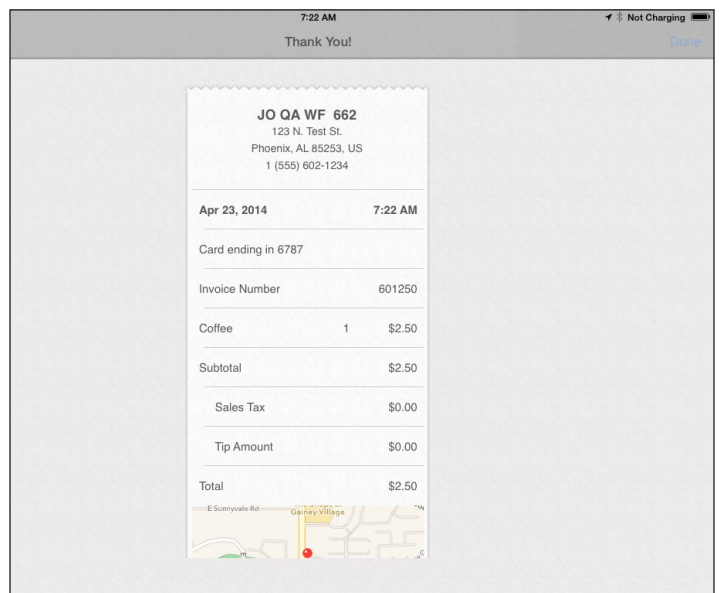 7:22 AM
Not Charging
Thank You!
Done
JO QA WF 662
123 N. Test St.
Phoenix, AL 85253, US
1 (555) 602-1234
Apr 23, 2014 7:22 AM
Card ending in 6787
Invoice Number 601250
Coffee 1 $2.50
Subtotal $2.50
Sales Tax $0.00
Tip Amount $0.00
Total $2.50
E Sunnyvale Rd
Gainey Village